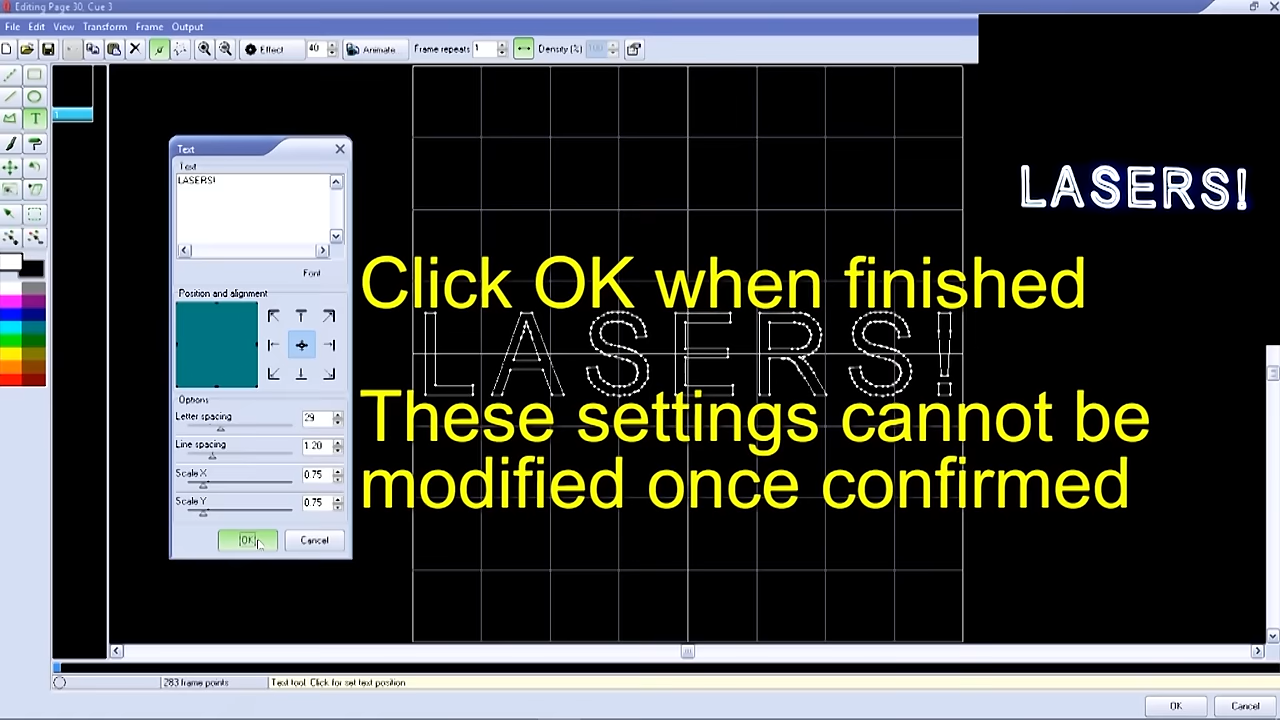 Editing Page 30, Cue 3
File Edit View Transform Frame Output
Effect 40 Animate Frame repeats 1 Density (%) 100
1
Text
Text
LASERS!
Font
Position and alignment
Options
Letter spacing 29
Line spacing 1.20
Scale X 0.75
Scale Y 0.75
OK Cancel
LASERS!
Click OK when finished
LASERS!
These settings cannot be
modified once confirmed
283 frame points Text tool. Click for set text position
OK Cancel